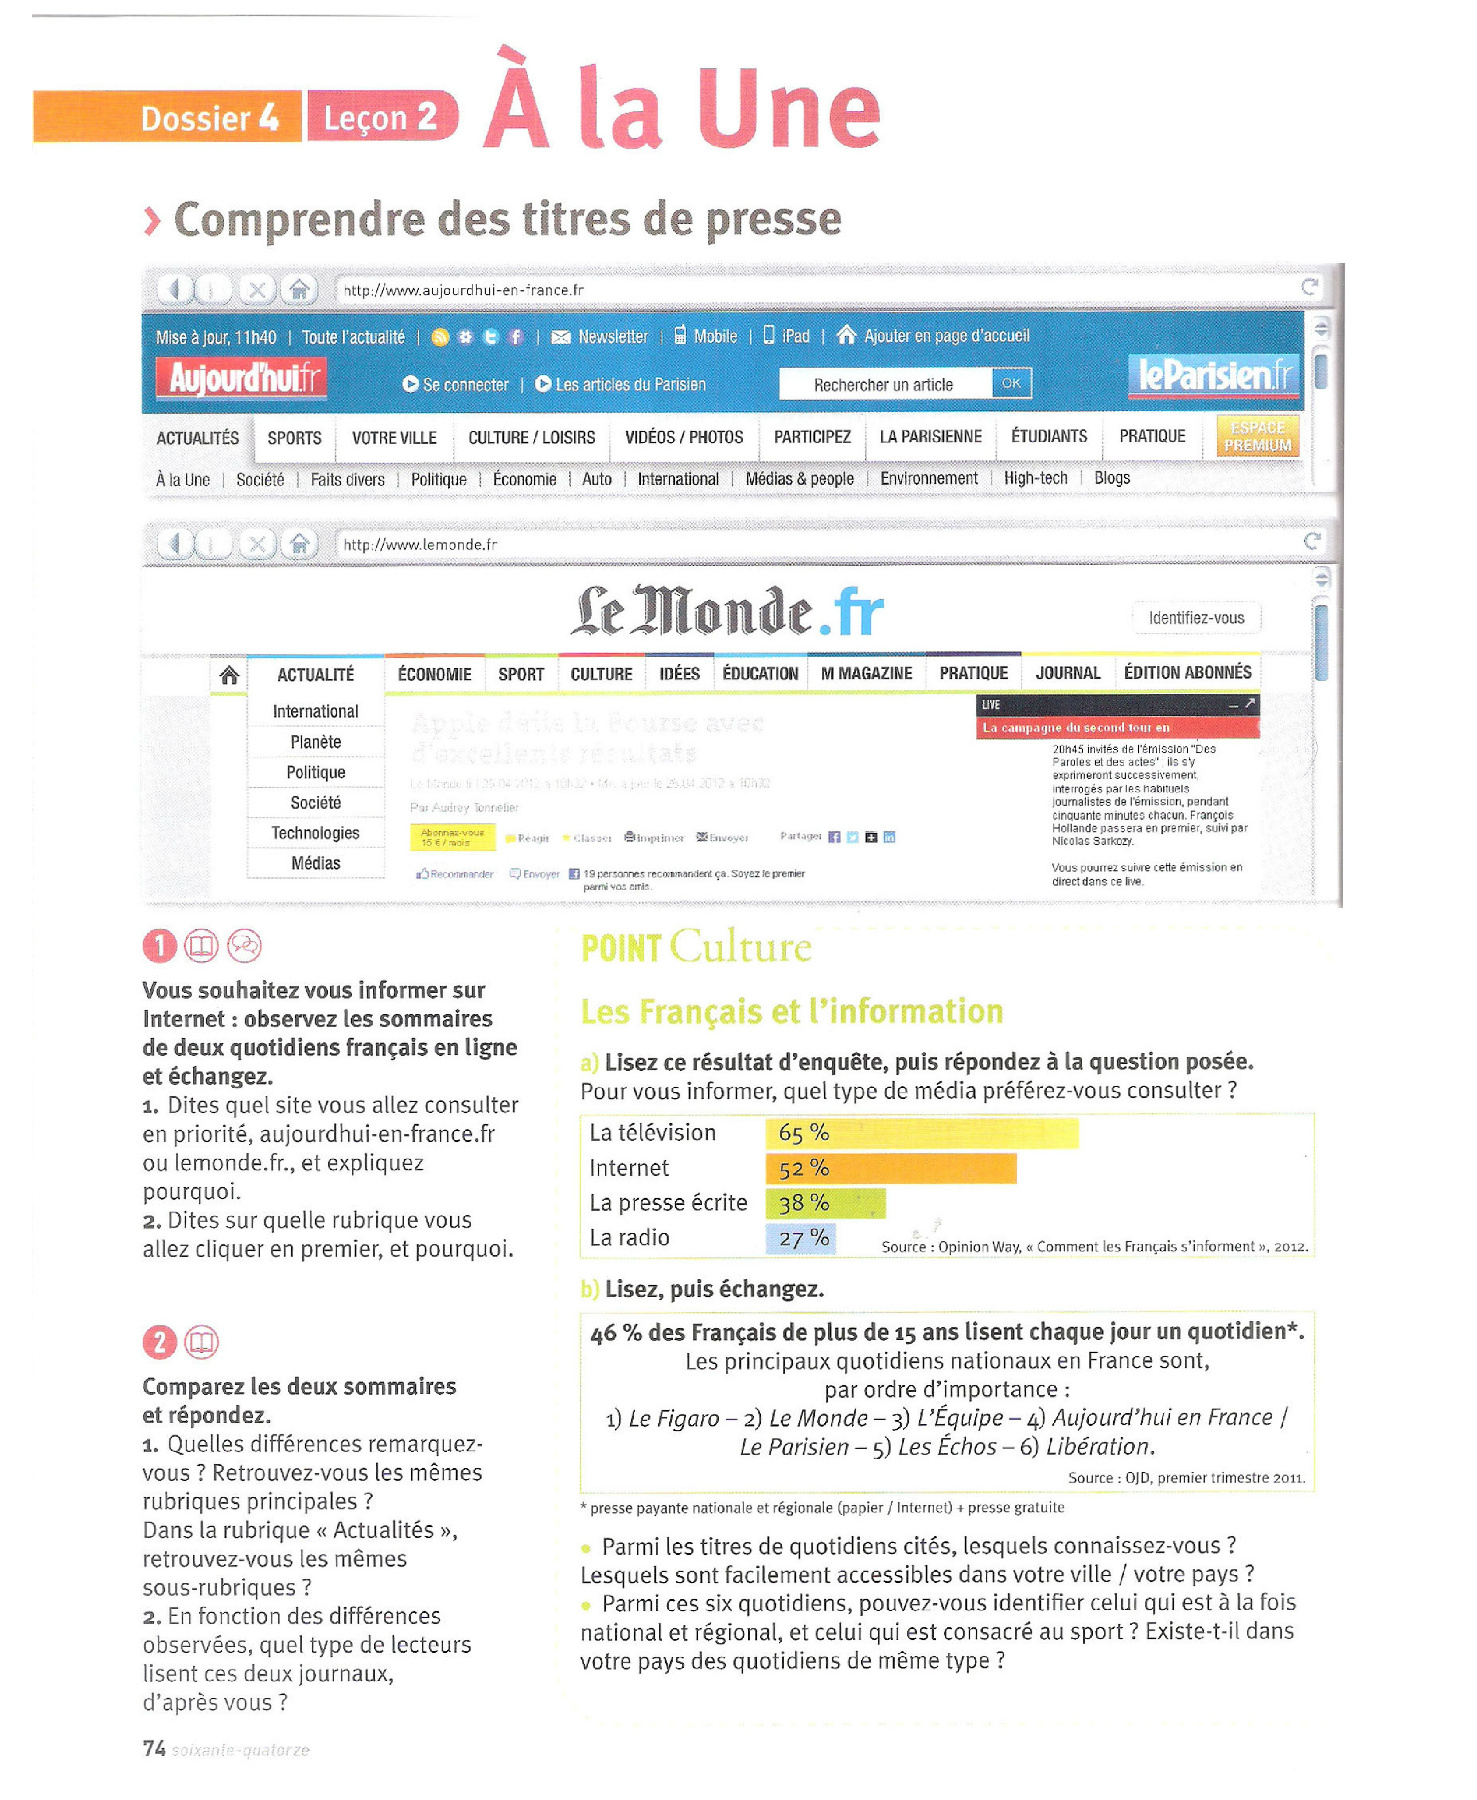 Dossier 4 Leçon 2 À la Une
› Comprendre des titres de presse
http://www.aujourdhui-en-france.fr
Mise à jour, 11h40 | Toute l'actualité | Newsletter | Mobile | iPad | Ajouter en page d'accueil
Aujourd'hui.fr Se connecter | Les articles du Parisien Rechercher un article OK leParisien.fr
ACTUALITÉS SPORTS VOTRE VILLE CULTURE / LOISIRS VIDÉOS / PHOTOS PARTICIPEZ LA PARISIENNE ÉTUDIANTS PRATIQUE ESPACE PREMIUM
À la Une | Société | Faits divers | Politique | Économie | Auto | International | Médias & people | Environnement | High-tech | Blogs
http://www.lemonde.fr
Le Monde.fr
Identifiez-vous
ACTUALITÉ ÉCONOMIE SPORT CULTURE IDÉES ÉDUCATION M MAGAZINE PRATIQUE JOURNAL ÉDITION ABONNÉS
International
Planète
Politique
Société
Technologies
Médias
Apple défie la Bourse avec
d'excellents résultats
Par Audrey Tonnelier
Abonnez-vous
15 € / mois
Réagir Classer Imprimer Envoyer Partager
Recommander Envoyer 19 personnes recommandent ça. Soyez le premier
parmi vos amis.
LIVE
La campagne du second tour en
20h45 invités de l'émission "Des
Paroles et des actes", ils s'y
exprimeront successivement,
interrogés par les habituels
journalistes de l'émission, pendant
cinquante minutes chacun. François
Hollande passera en premier, suivi par
Nicolas Sarkozy.
Vous pourrez suivre cette émission en
direct dans ce live.
1
Vous souhaitez vous informer sur
Internet : observez les sommaires
de deux quotidiens français en ligne
et échangez.
1. Dites quel site vous allez consulter
en priorité, aujourdhui-en-france.fr
ou lemonde.fr., et expliquez
pourquoi.
2. Dites sur quelle rubrique vous
allez cliquer en premier, et pourquoi.
2
Comparez les deux sommaires
et répondez.
1. Quelles différences remarquez-
vous ? Retrouvez-vous les mêmes
rubriques principales ?
Dans la rubrique « Actualités »,
retrouvez-vous les mêmes
sous-rubriques ?
2. En fonction des différences
observées, quel type de lecteurs
lisent ces deux journaux,
d'après vous ?
POINT Culture
Les Français et l'information
a) Lisez ce résultat d'enquête, puis répondez à la question posée.
Pour vous informer, quel type de média préférez-vous consulter ?
La télévision 65 %
Internet 52 %
La presse écrite 38 %
La radio 27 %
Source : Opinion Way, « Comment les Français s'informent », 2012.
b) Lisez, puis échangez.
46 % des Français de plus de 15 ans lisent chaque jour un quotidien*.
Les principaux quotidiens nationaux en France sont,
par ordre d'importance :
1) Le Figaro – 2) Le Monde – 3) L'Équipe – 4) Aujourd'hui en France /
Le Parisien – 5) Les Échos – 6) Libération.
Source : OJD, premier trimestre 2011.
* presse payante nationale et régionale (papier / Internet) + presse gratuite
• Parmi les titres de quotidiens cités, lesquels connaissez-vous ?
Lesquels sont facilement accessibles dans votre ville / votre pays ?
• Parmi ces six quotidiens, pouvez-vous identifier celui qui est à la fois
national et régional, et celui qui est consacré au sport ? Existe-t-il dans
votre pays des quotidiens de même type ?
74 soixante-quatorze